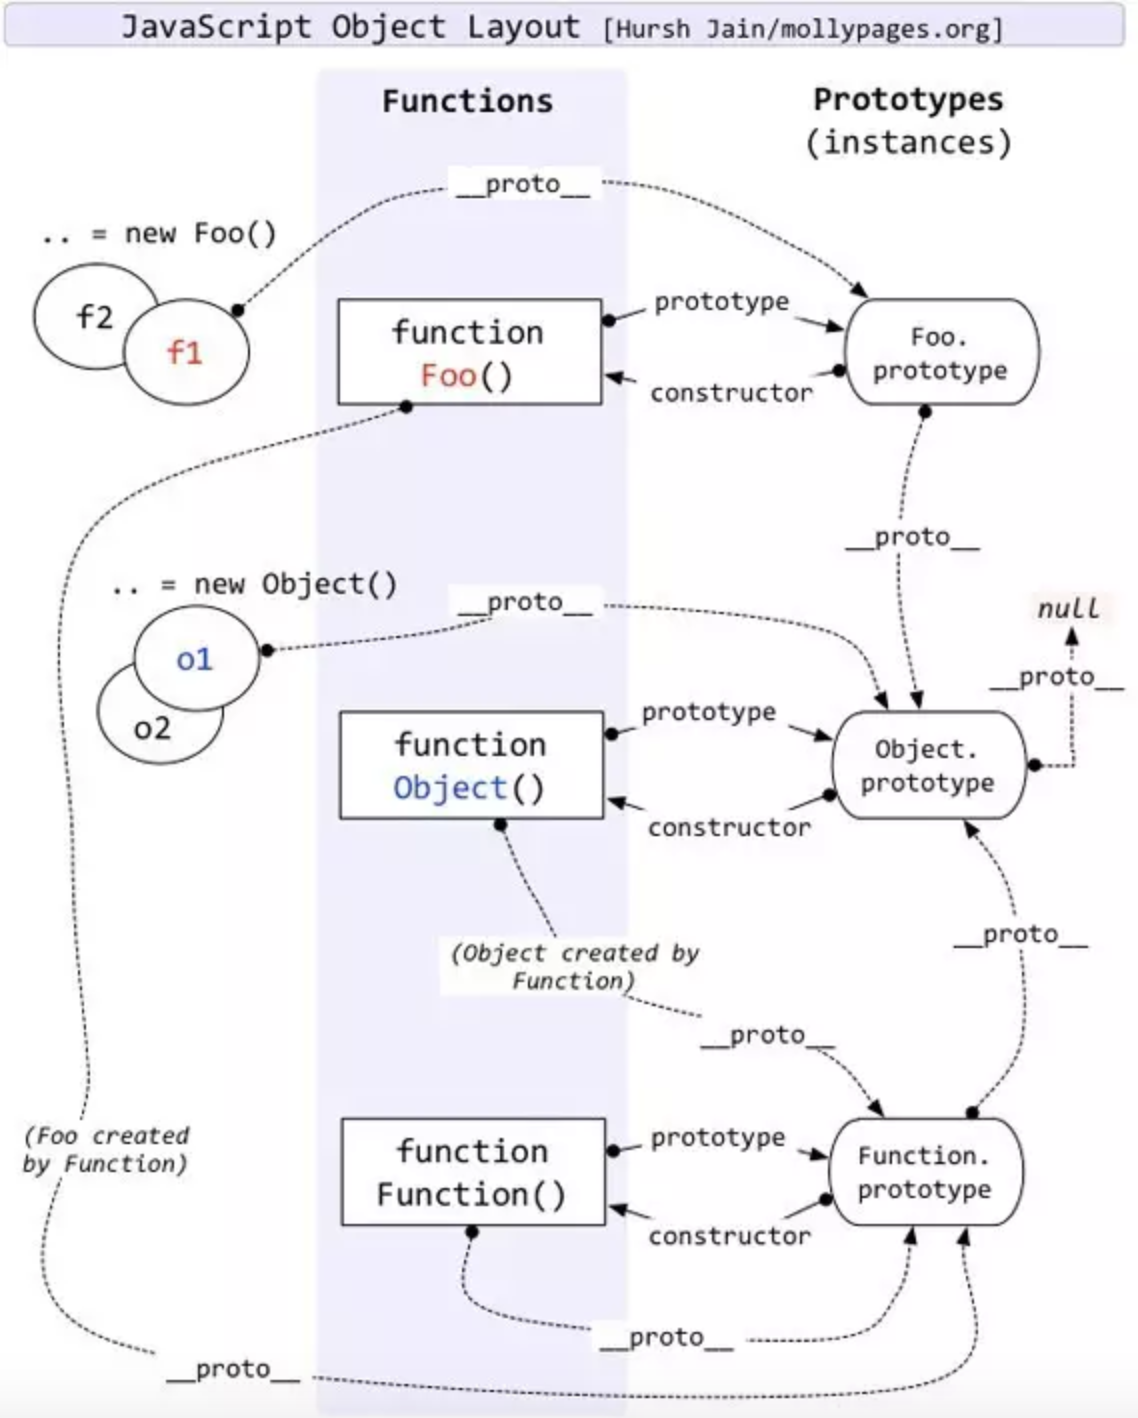 JavaScript Object Layout [Hursh Jain/mollypages.org]
Functions
Prototypes
(instances)
__proto__
.. = new Foo()
f2
f1
function
Foo()
prototype
constructor
Foo.
prototype
__proto__
.. = new Object()
__proto__
null
__proto__
o1
o2
function
Object()
prototype
constructor
Object.
prototype
(Object created by
Function)
__proto__
__proto__
(Foo created
by Function)
function
Function()
prototype
constructor
Function.
prototype
__proto__
__proto__